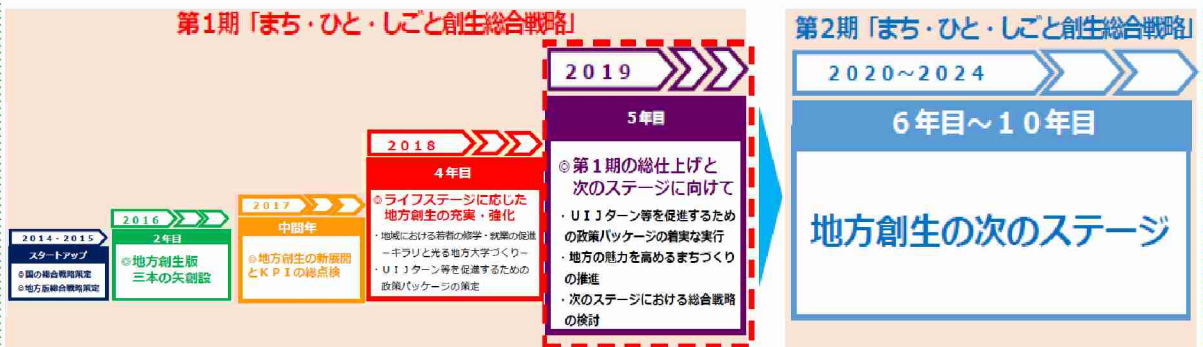 第1期「まち・ひと・しごと創生総合戦略」
2014-2015
スタートアップ
◎国の総合戦略策定
◎地方版総合戦略策定
2016
2年目
◎地方創生版
三本の矢創設
2017
中間年
◎地方創生の新展開
とKPIの総点検
2018
4年目
◎ライフステージに応じた
地方創生の充実・強化
・地域における若者の修学・就業の促進
－キラリと光る地方大学づくり－
・UIJターン等を促進するための
政策パッケージの策定
2019
5年目
◎第1期の総仕上げと
次のステージに向けて
・UIJターン等を促進するため
の政策パッケージの着実な実行
・地方の魅力を高めるまちづくり
の推進
・次のステージにおける総合戦略
の検討
第2期「まち・ひと・しごと創生総合戦略」
2020～2024
6年目～10年目
地方創生の次のステージ